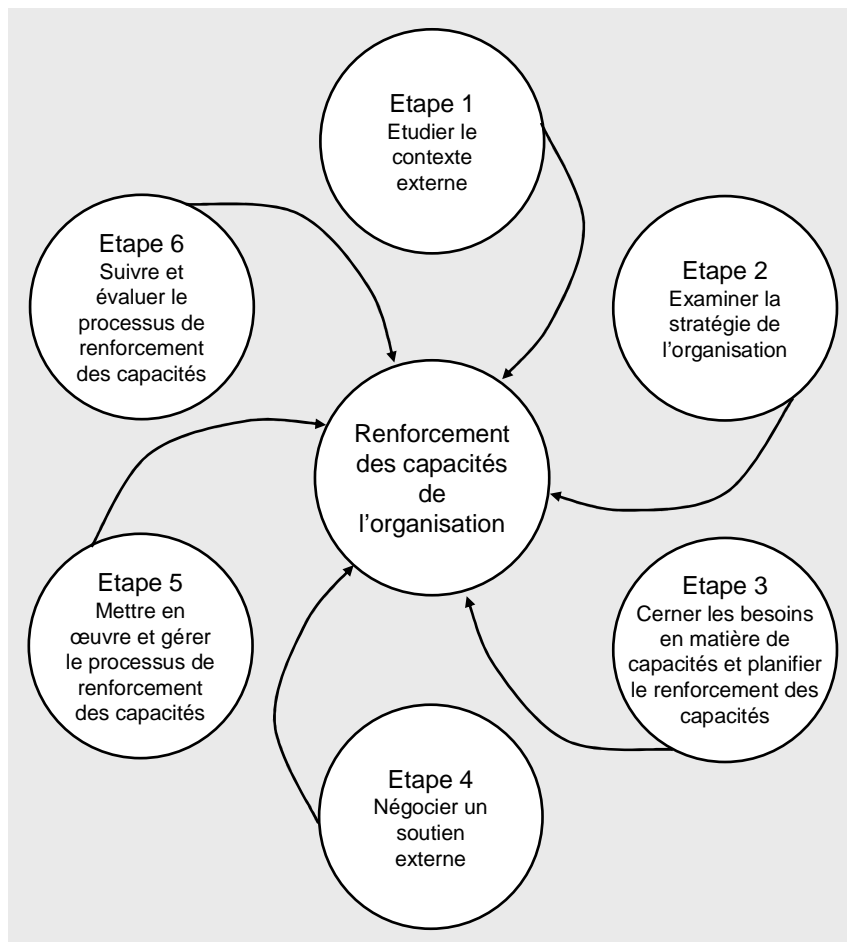 Etape 1
Etudier le
contexte
externe
Etape 2
Examiner la
stratégie de
l'organisation
Etape 3
Cerner les besoins
en matière de
capacités et planifier
le renforcement des
capacités
Etape 4
Négocier un
soutien
externe
Etape 5
Mettre en
œuvre et gérer
le processus de
renforcement
des capacités
Etape 6
Suivre et
évaluer le
processus de
renforcement
des capacités
Renforcement
des capacités
de
l'organisation